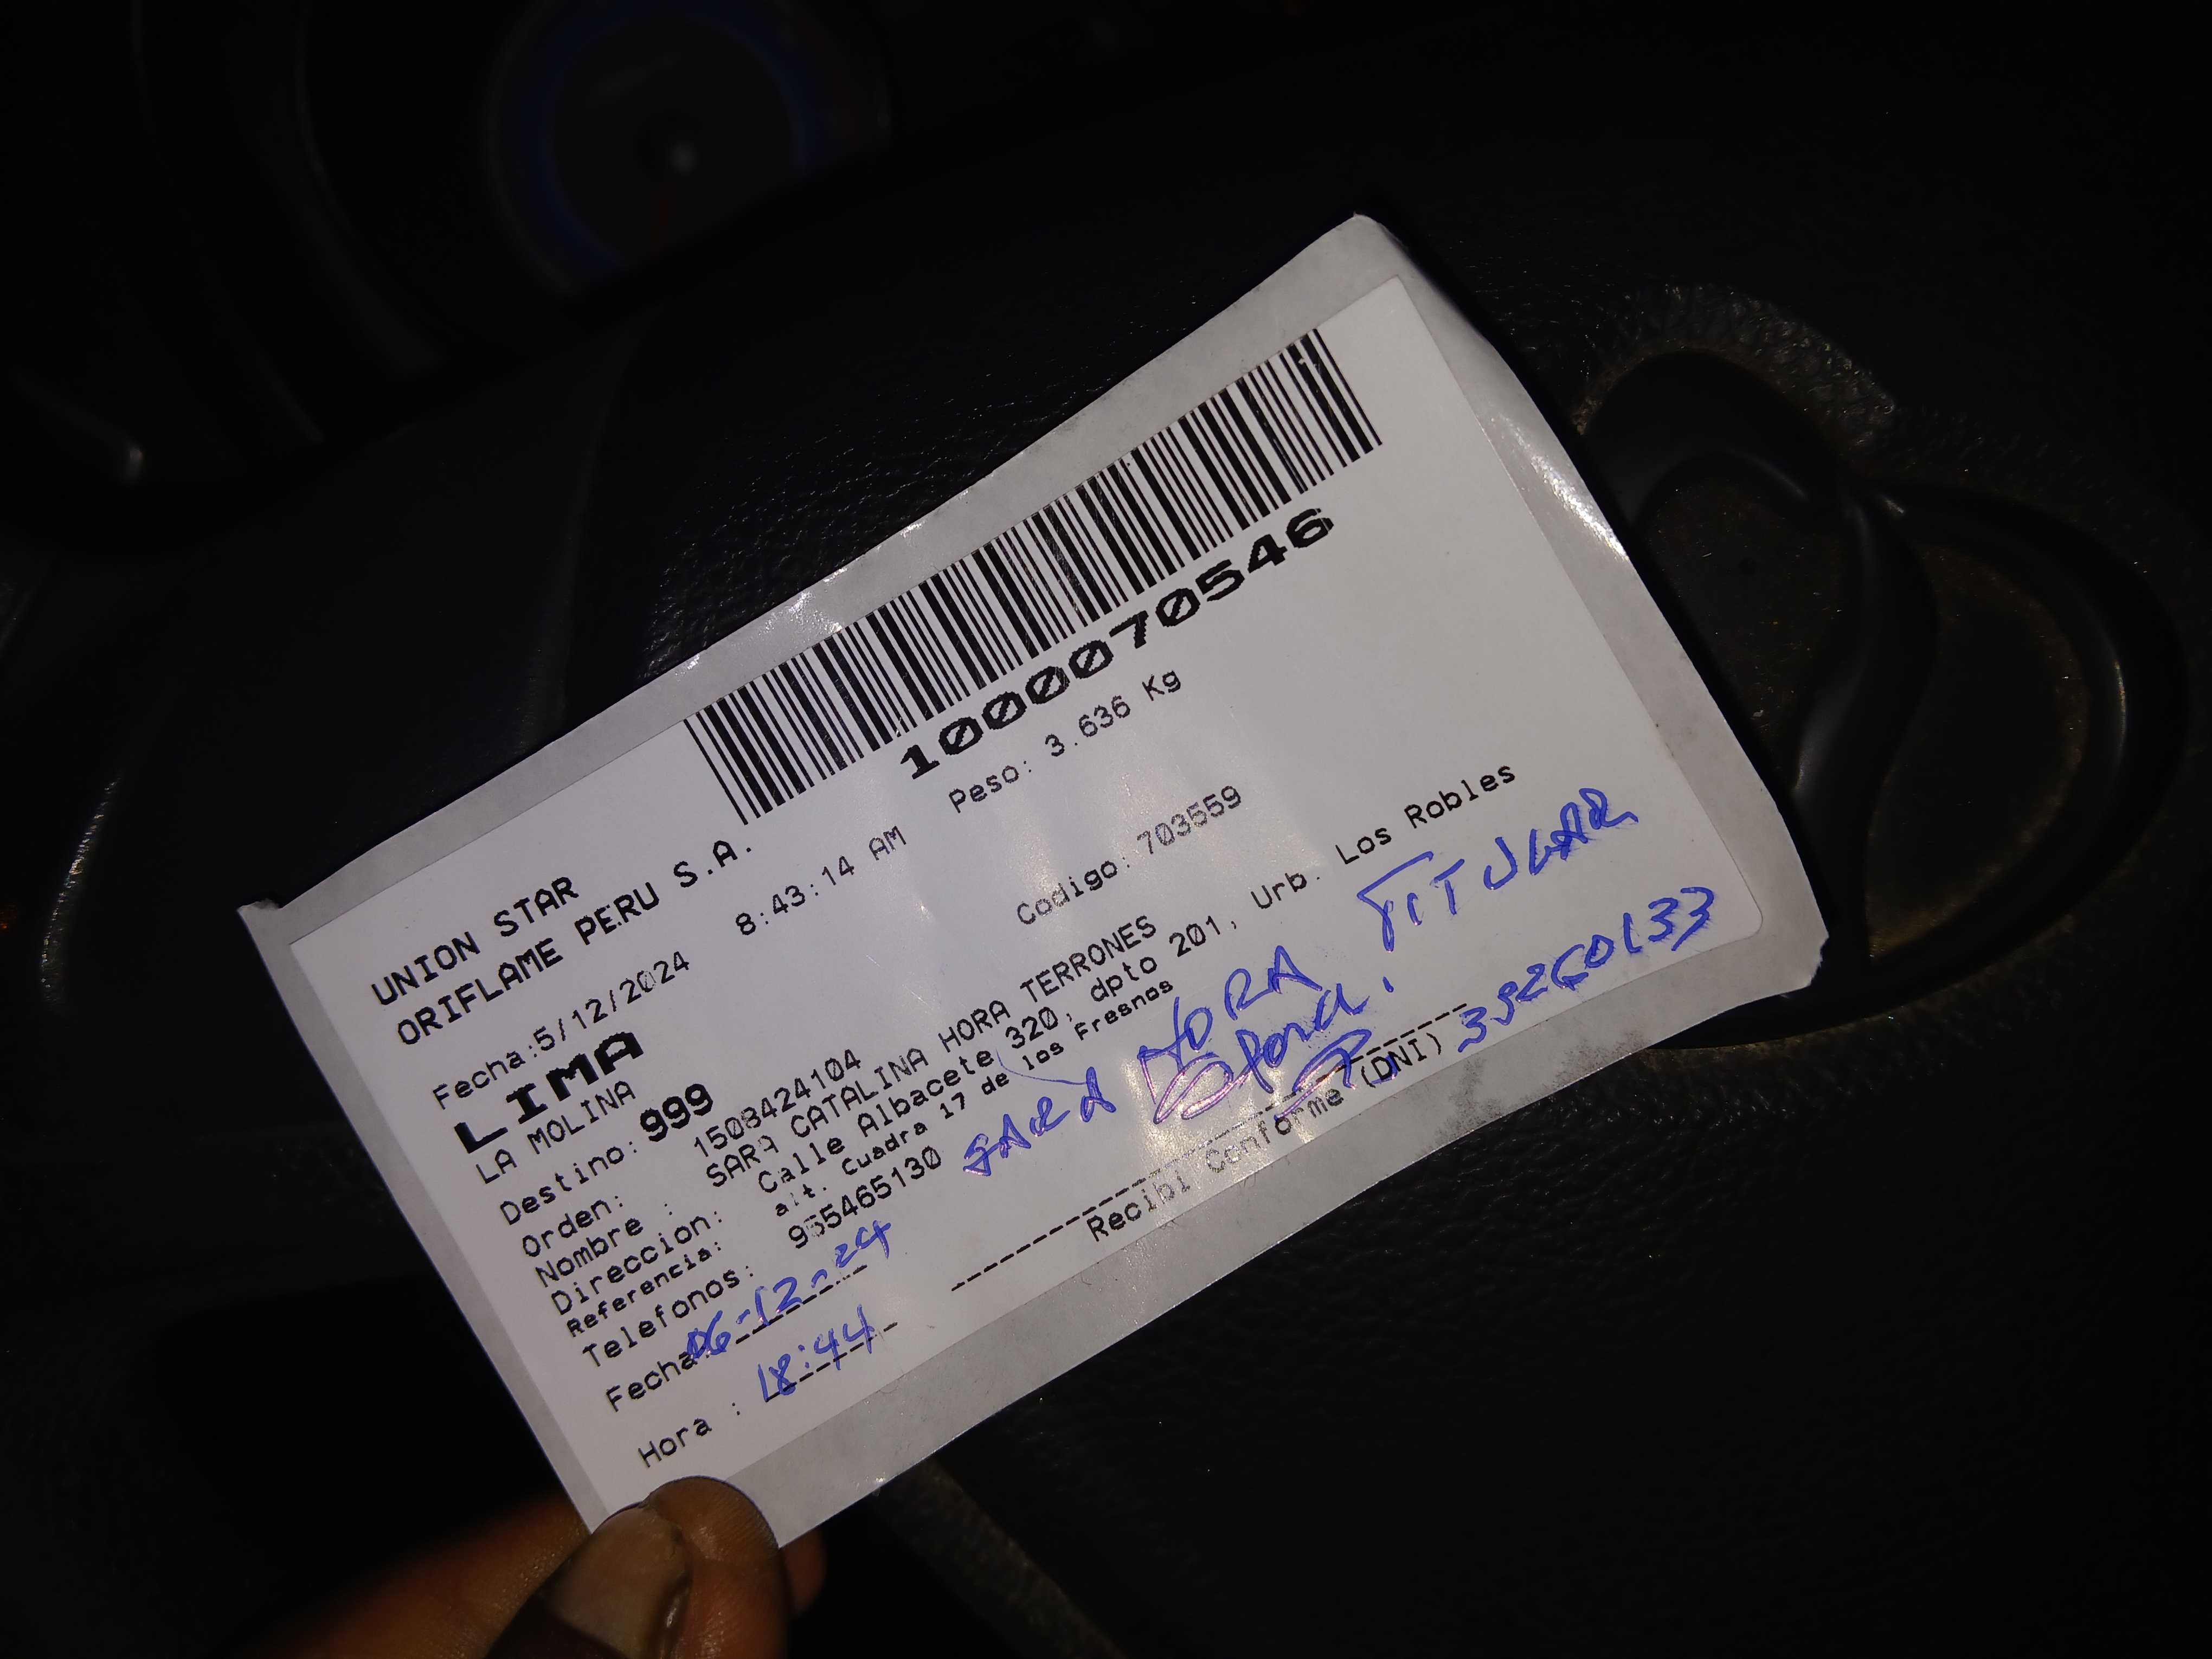 1000070546
UNION STAR
ORIFLAME PERU S.A.
Fecha:5/12/2024 8:43:14 AM Peso: 3.636 Kg
LIMA
LA MOLINA
Destino: 999 Codigo: 703559
Orden: 1508424104
Nombre : SARA CATALINA HORA TERRONES
Direccion: Calle Albacete 320, dpto 201, Urb. Los Robles
Referencia: alt. Cuadra 17 de los Fresnos
Telefonos: 955465130
SARA HORA TITULAR
Fecha: 06-12-24
Recibi Conforme (DNI)
Hora : 18:44